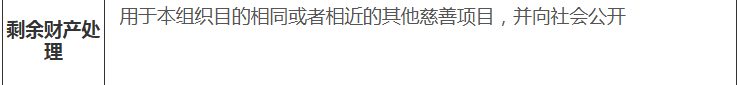 剩余财产处
理
用于本组织目的相同或者相近的其他慈善项目，并向社会公开